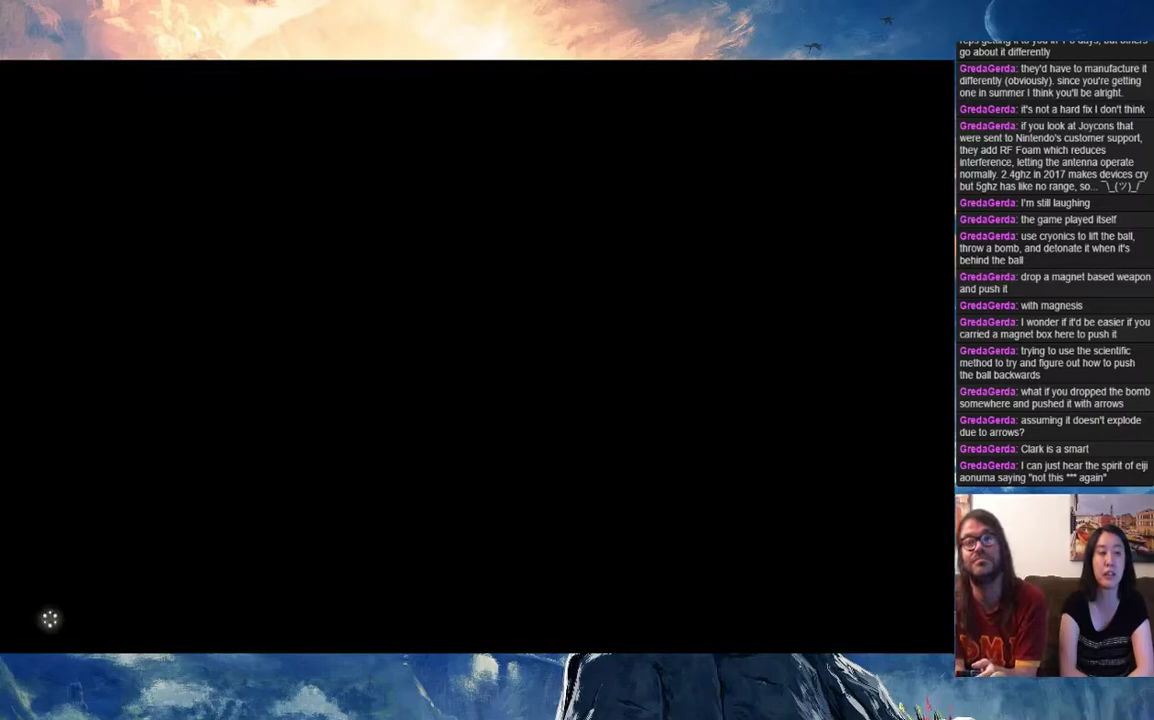 go about it differently
GredaGerda: they'd have to manufacture it
differently (obviously). since you're getting
one in summer I think you'll be alright.
GredaGerda: it's not a hard fix I don't think
GredaGerda: if you look at Joycons that
were sent to Nintendo's customer support,
they add RF Foam which reduces
interference, letting the antenna operate
normally. 2.4ghz in 2017 makes devices cry
but 5ghz has like no range, so... ¯\_(ツ)_/¯
GredaGerda: I'm still laughing
GredaGerda: the game played itself
GredaGerda: use cryonics to lift the ball,
throw a bomb, and detonate it when it's
behind the ball
GredaGerda: drop a magnet based weapon
and push it
GredaGerda: with magnesis
GredaGerda: I wonder if it'd be easier if you
carried a magnet box here to push it
GredaGerda: trying to use the scientific
method to try and figure out how to push
the ball backwards
GredaGerda: what if you dropped the bomb
somewhere and pushed it with arrows
GredaGerda: assuming it doesn't explode
due to arrows?
GredaGerda: Clark is a smart
GredaGerda: I can just hear the spirit of eiji
aonuma saying "not this *** again"